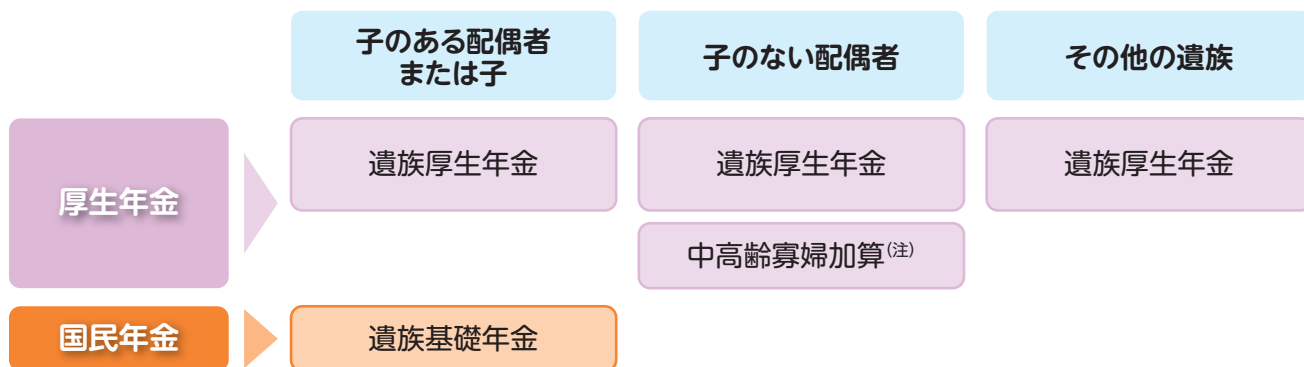 子のある配偶者
または子
子のない配偶者
その他の遺族
厚生年金
遺族厚生年金
遺族厚生年金
遺族厚生年金
中高齢寡婦加算(注)
国民年金
遺族基礎年金